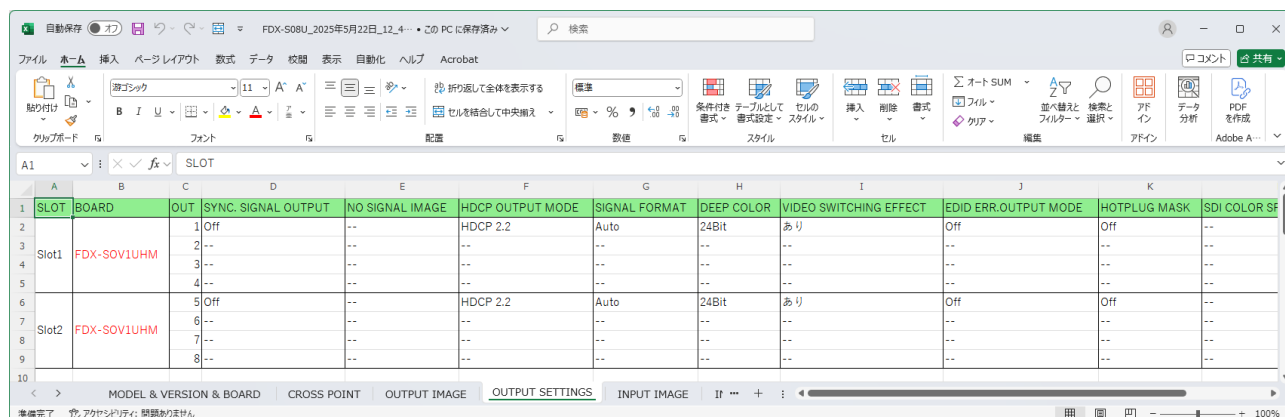 自動保存 オフ FDX-S08U_2025年5月22日_12_4… • この PC に保存済み 検索
ファイル ホーム 挿入 ページ レイアウト 数式 データ 校閲 表示 自動化 ヘルプ Acrobat コメント 共有
貼り付け 游ゴシック 11 折り返して全体を表示する 標準 条件付き書式 テーブルとして書式設定 セルのスタイル 挿入 削除 書式 オート SUM 並べ替えとフィルター 検索と選択 アドイン データ分析 PDF を作成
B I U セルを結合して中央揃え フィル クリア
クリップボード フォント 配置 数値 スタイル セル 編集 アドイン Adobe A…
A1 fx SLOT
A B C D E F G H I J K
1 SLOT BOARD OUT SYNC. SIGNAL OUTPUT NO SIGNAL IMAGE HDCP OUTPUT MODE SIGNAL FORMAT DEEP COLOR VIDEO SWITCHING EFFECT EDID ERR.OUTPUT MODE HOTPLUG MASK SDI COLOR
2 1 Off -- HDCP 2.2 Auto 24Bit あり Off Off --
3 Slot1 FDX-SOV1UHM 2 -- -- -- -- -- -- -- -- --
4 3 -- -- -- -- -- -- -- -- --
5 4 -- -- -- -- -- -- -- -- --
6 5 Off -- HDCP 2.2 Auto 24Bit あり Off Off --
7 Slot2 FDX-SOV1UHM 6 -- -- -- -- -- -- -- -- --
8 7 -- -- -- -- -- -- -- -- --
9 8 -- -- -- -- -- -- -- -- --
10
MODEL & VERSION & BOARD CROSS POINT OUTPUT IMAGE OUTPUT SETTINGS INPUT IMAGE
準備完了 アクセシビリティ: 問題ありません 100%